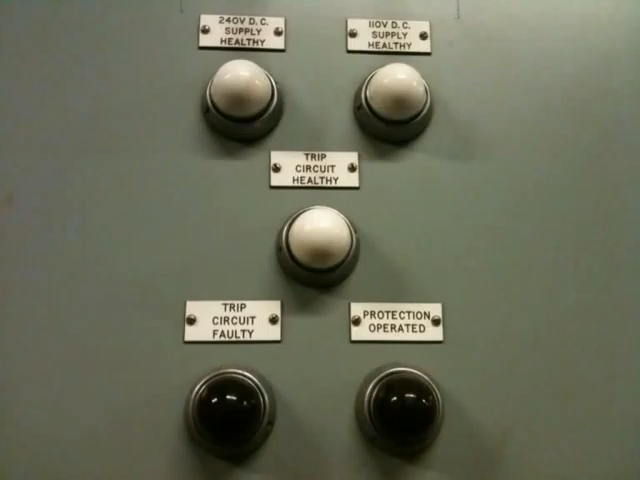 240V D.C.
SUPPLY
HEALTHY
110V D.C.
SUPPLY
HEALTHY
TRIP
CIRCUIT
HEALTHY
TRIP
CIRCUIT
FAULTY
PROTECTION
OPERATED